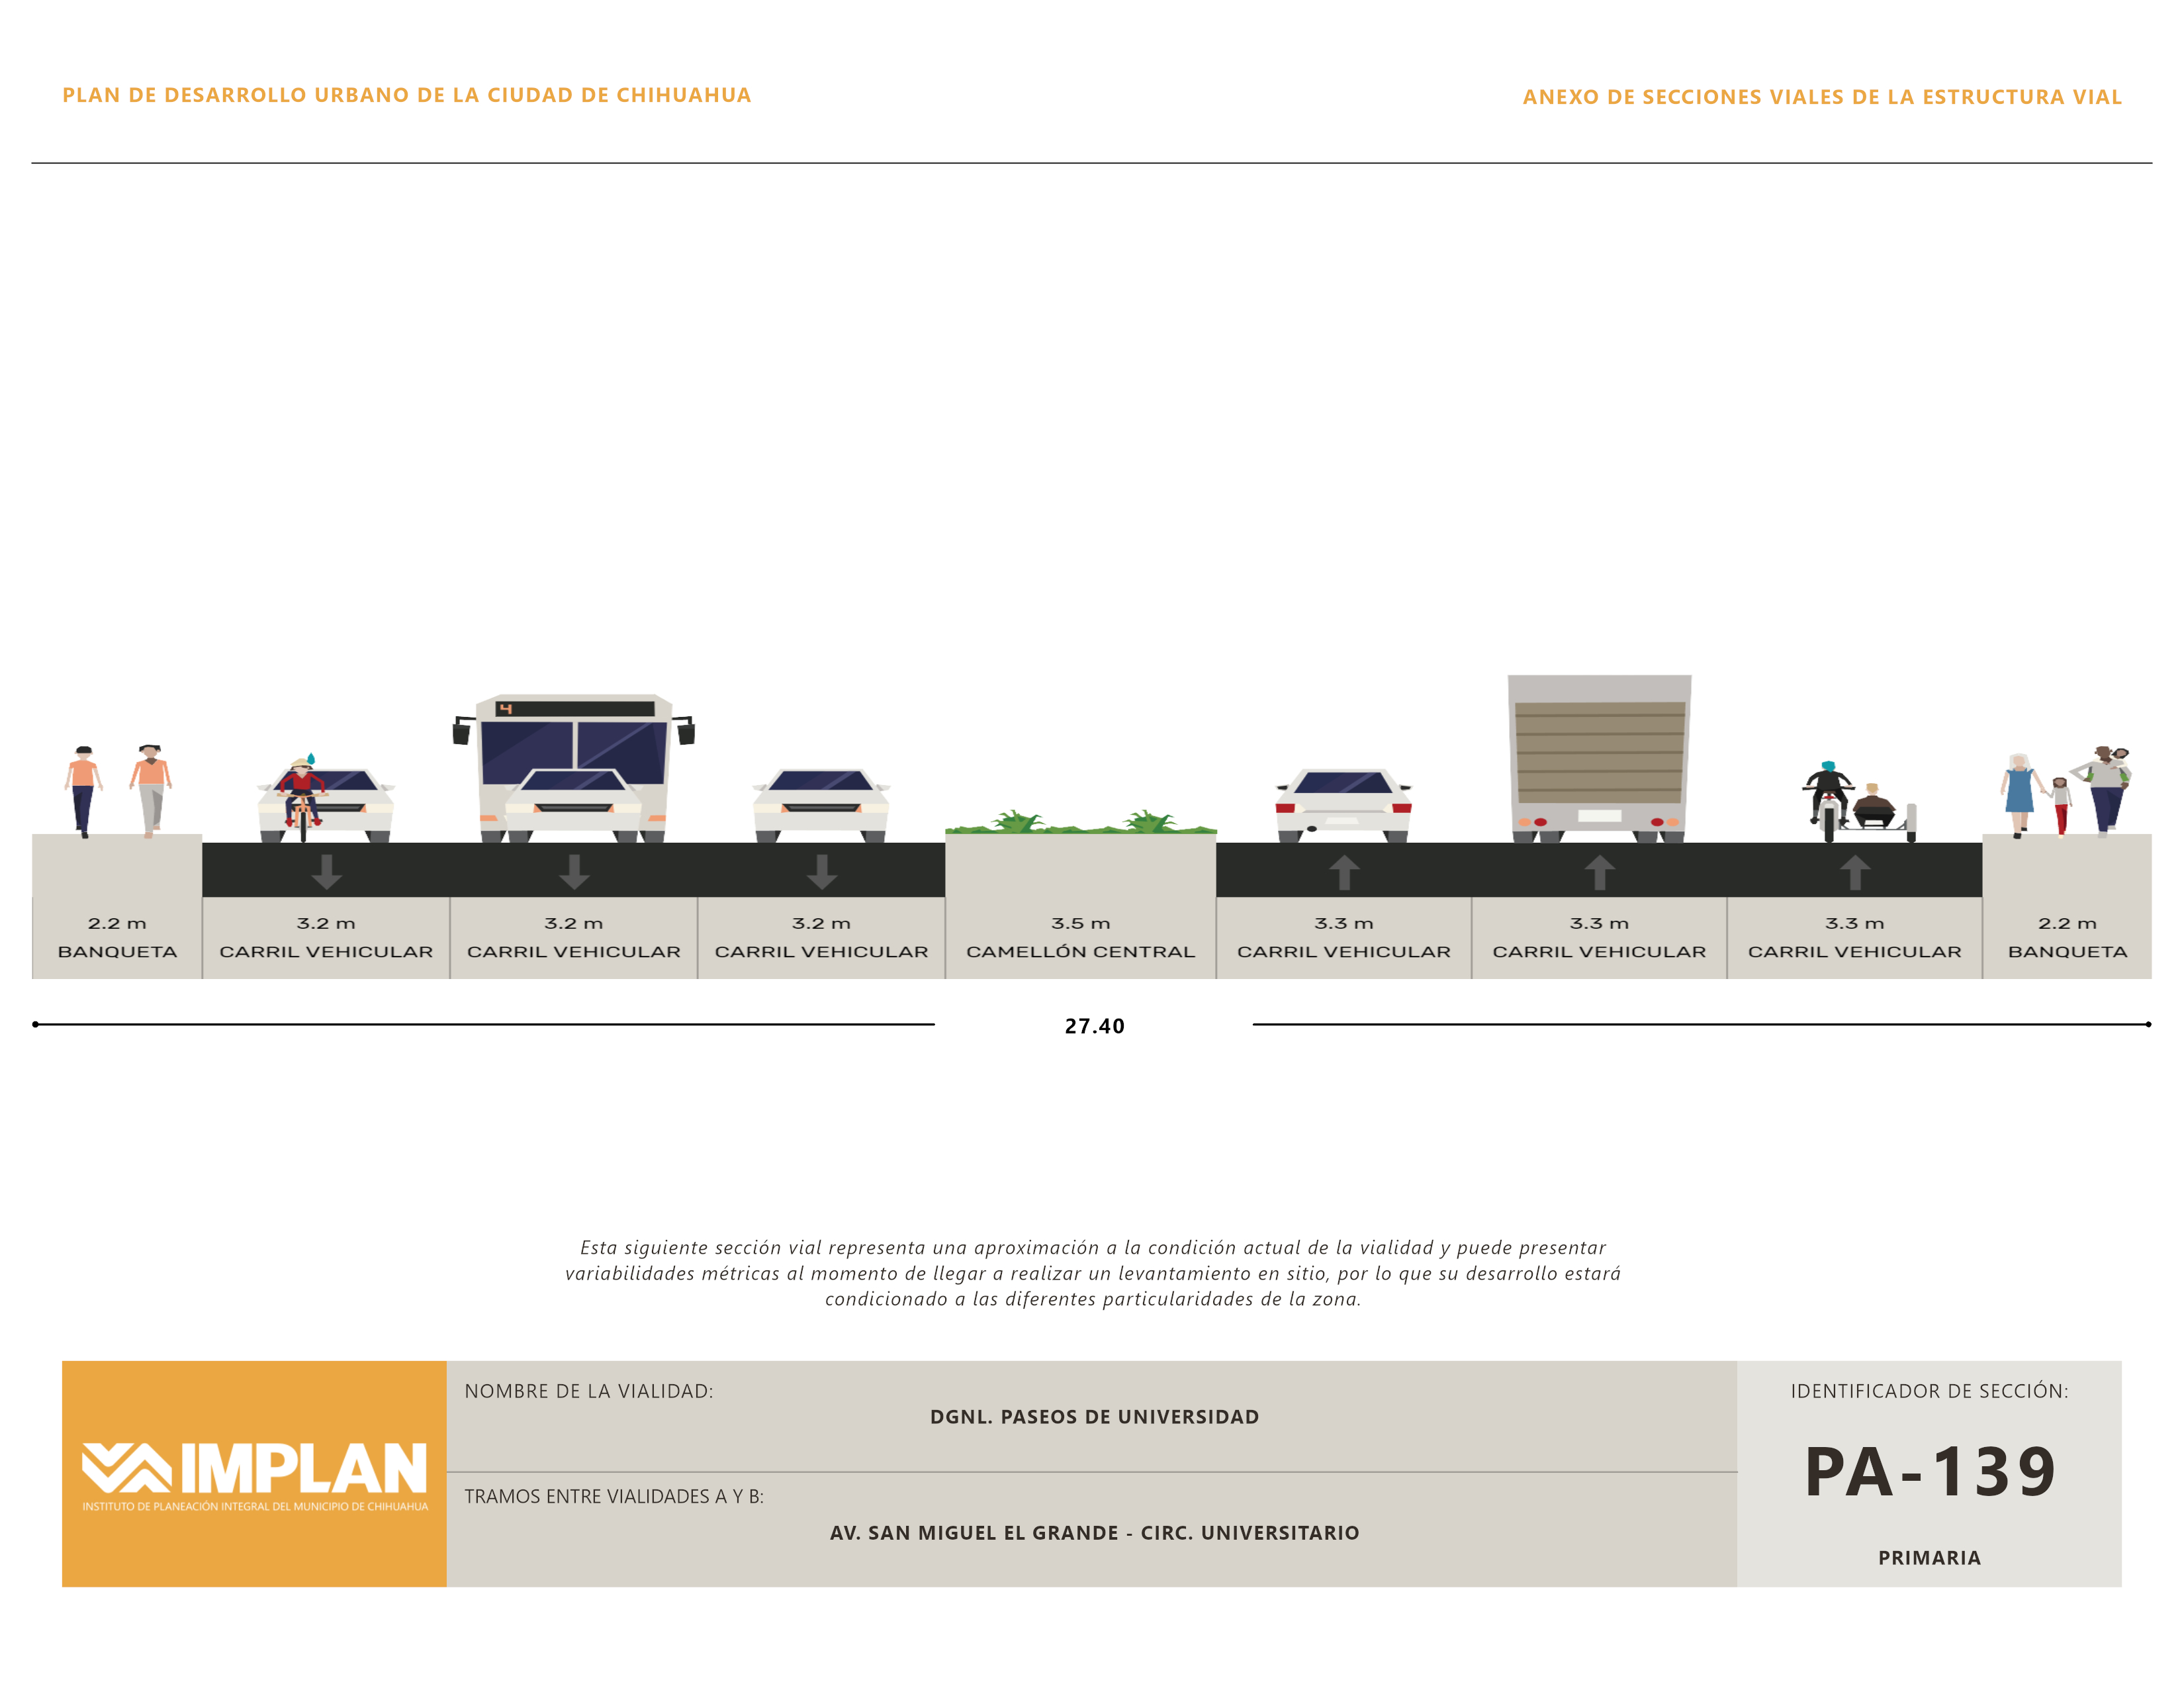 PLAN DE DESARROLLO URBANO DE LA CIUDAD DE CHIHUAHUA
ANEXO DE SECCIONES VIALES DE LA ESTRUCTURA VIAL
4
2.2 m
BANQUETA
3.2 m
CARRIL VEHICULAR
3.2 m
CARRIL VEHICULAR
3.2 m
CARRIL VEHICULAR
3.5 m
CAMELLÓN CENTRAL
3.3 m
CARRIL VEHICULAR
3.3 m
CARRIL VEHICULAR
3.3 m
CARRIL VEHICULAR
2.2 m
BANQUETA
27.40
Esta siguiente sección vial representa una aproximación a la condición actual de la vialidad y puede presentar
variabilidades métricas al momento de llegar a realizar un levantamiento en sitio, por lo que su desarrollo estará
condicionado a las diferentes particularidades de la zona.
IMPLAN
INSTITUTO DE PLANEACIÓN INTEGRAL DEL MUNICIPIO DE CHIHUAHUA
NOMBRE DE LA VIALIDAD:
DGNL. PASEOS DE UNIVERSIDAD
TRAMOS ENTRE VIALIDADES A Y B:
AV. SAN MIGUEL EL GRANDE - CIRC. UNIVERSITARIO
IDENTIFICADOR DE SECCIÓN:
PA-139
PRIMARIA